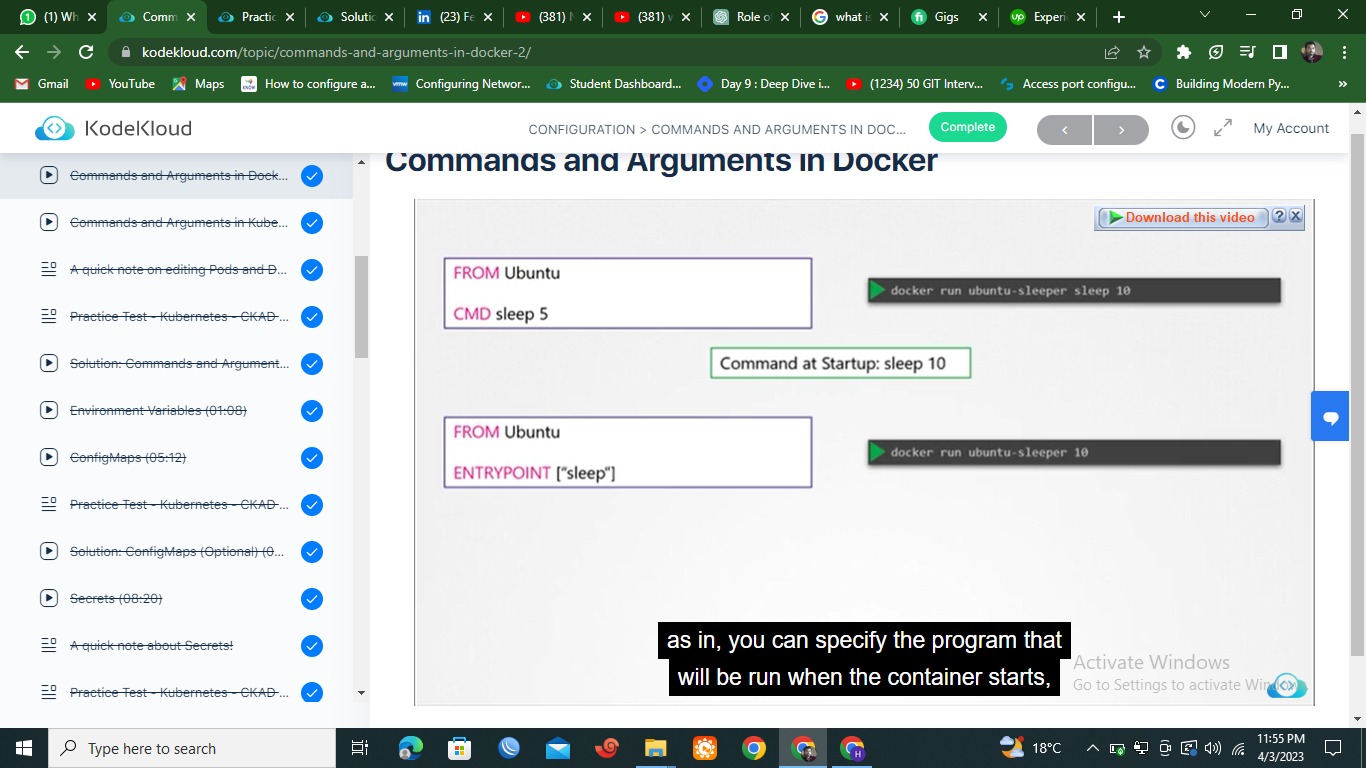 (1) Wh
Comm
Practic
Solutic
(23) Fe
(381) N
(381) v
Role o
what is
Gigs
Experi
kodekloud.com/topic/commands-and-arguments-in-docker-2/
Gmail
YouTube
Maps
How to configure a...
Configuring Networ...
Student Dashboard...
Day 9 : Deep Dive i...
(1234) 50 GIT Interv...
Access port configu...
Building Modern Py...
»
KodeKloud
CONFIGURATION > COMMANDS AND ARGUMENTS IN DOC...
Complete
My Account
Commands and Arguments in Dock...
Commands and Arguments in Kube...
A quick note on editing Pods and D...
Practice Test - Kubernetes - CKAD ...
Solution: Commands and Argument...
Environment Variables (01:08)
ConfigMaps (05:12)
Practice Test - Kubernetes - CKAD ...
Solution: ConfigMaps (Optional) (0...
Secrets (08:20)
A quick note about Secrets!
Practice Test - Kubernetes - CKAD ...
Commands and Arguments in Docker
Download this video
? X
FROM Ubuntu
CMD sleep 5
docker run ubuntu-sleeper sleep 10
Command at Startup: sleep 10
FROM Ubuntu
ENTRYPOINT ["sleep"]
docker run ubuntu-sleeper 10
as in, you can specify the program that
will be run when the container starts,
Activate Windows
Go to Settings to activate
Type here to search
18°C
11:55 PM
4/3/2023